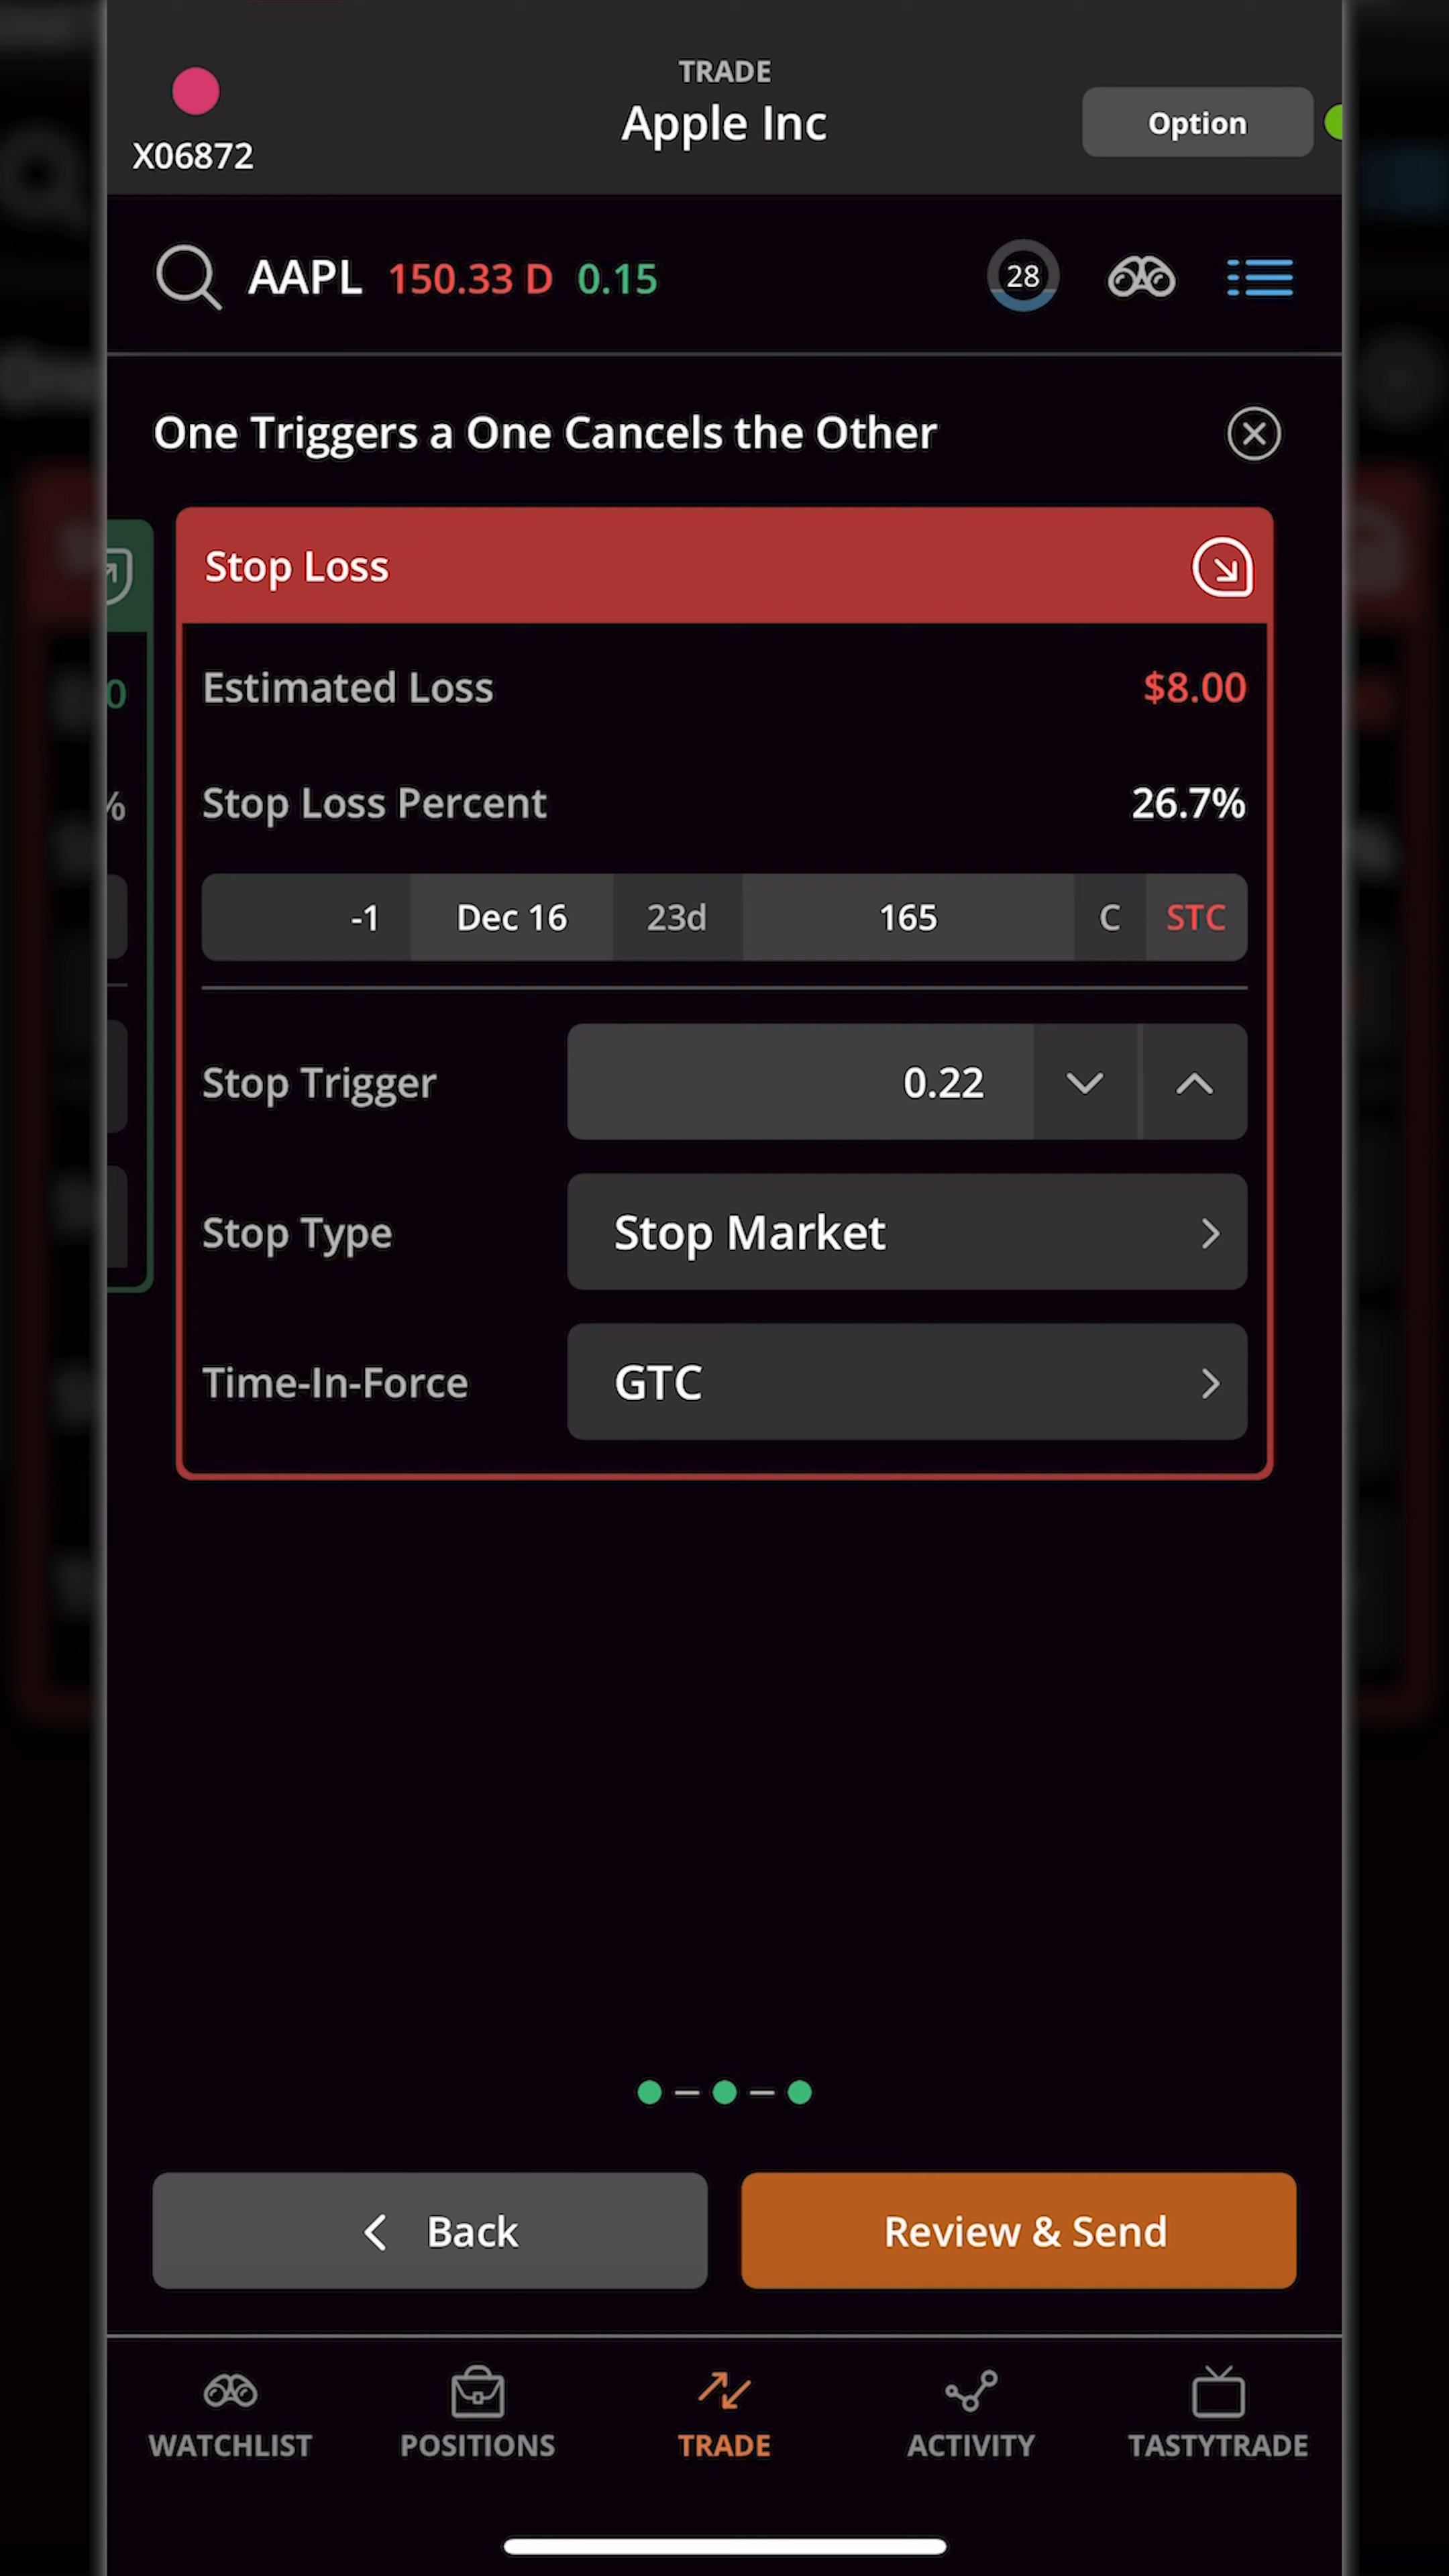 TRADE
Apple Inc
Option
X06872
AAPL 150.33 D 0.15
28
One Triggers a One Cancels the Other
Stop Loss
Estimated Loss $8.00
0
Stop Loss Percent 26.7%
%
-1 Dec 16 23d 165 C STC
Stop Trigger 0.22
Stop Type Stop Market
Time-In-Force GTC
Back
Review & Send
WATCHLIST POSITIONS TRADE ACTIVITY TASTYTRADE